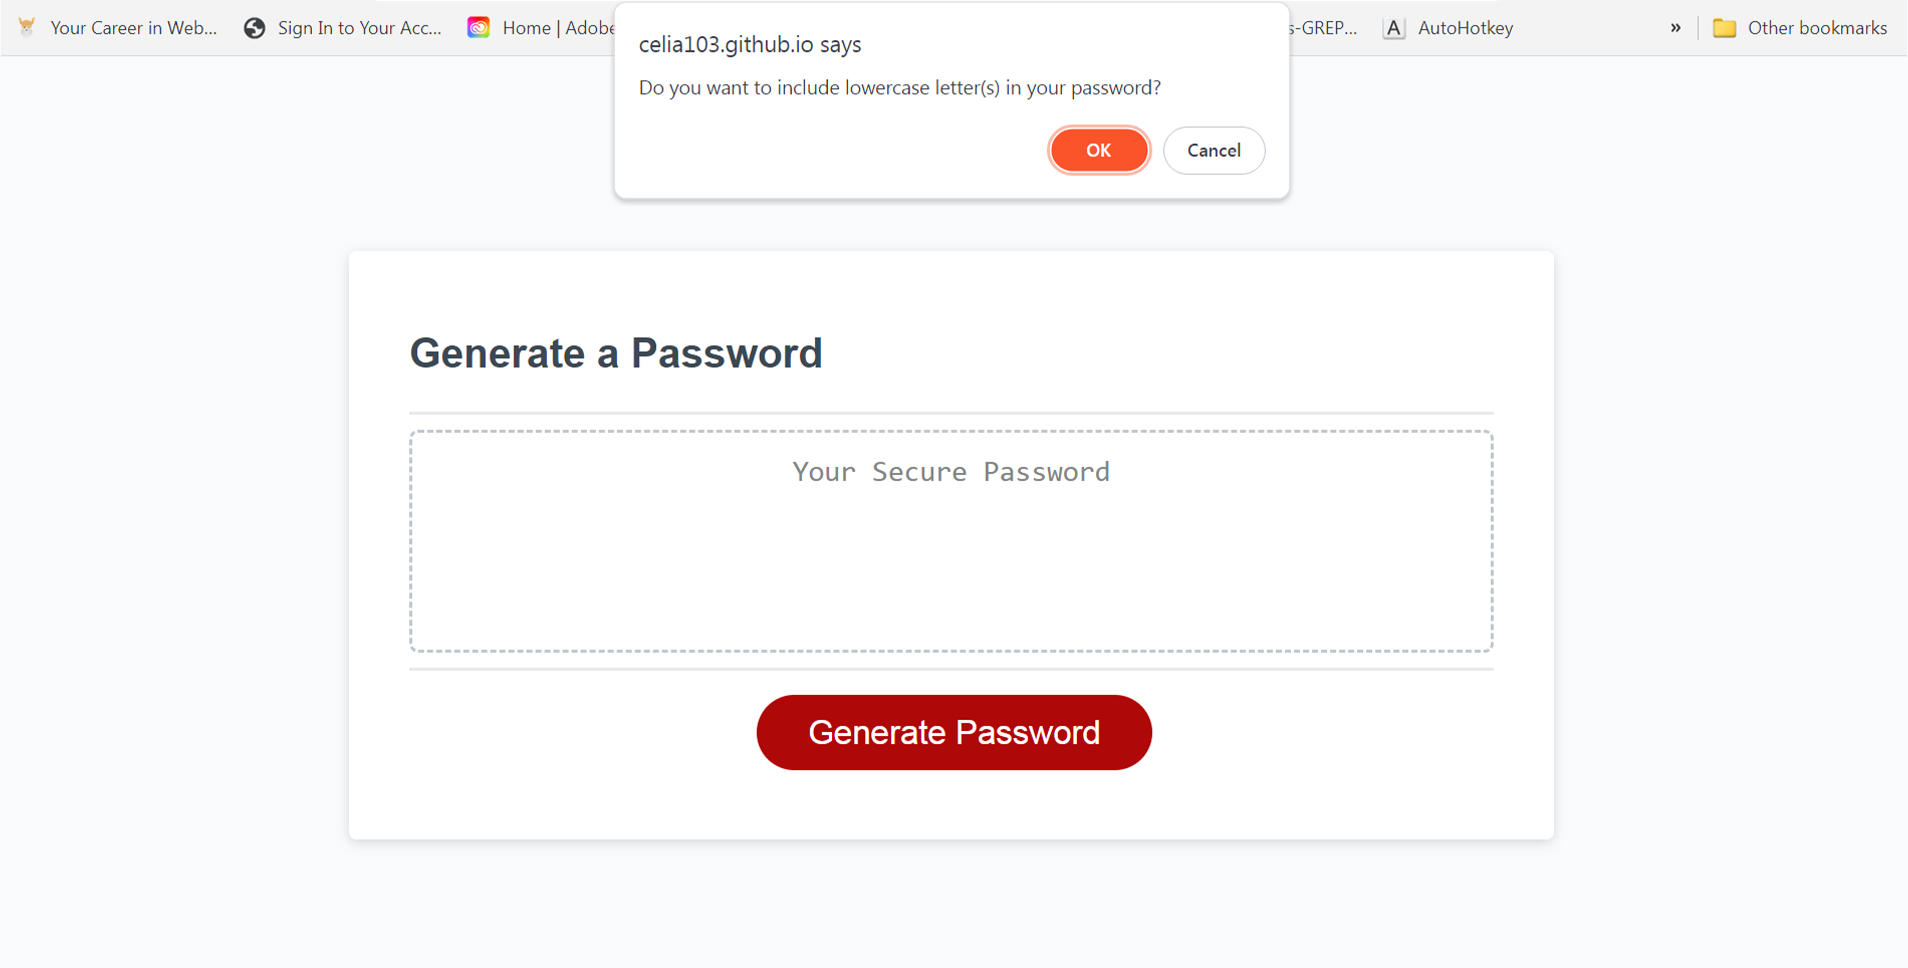 Your Career in Web...
Sign In to Your Acc...
Home | Adobe
s-GREP...
A AutoHotkey
»
Other bookmarks
celia103.github.io says
Do you want to include lowercase letter(s) in your password?
OK
Cancel
Generate a Password
Your Secure Password
Generate Password